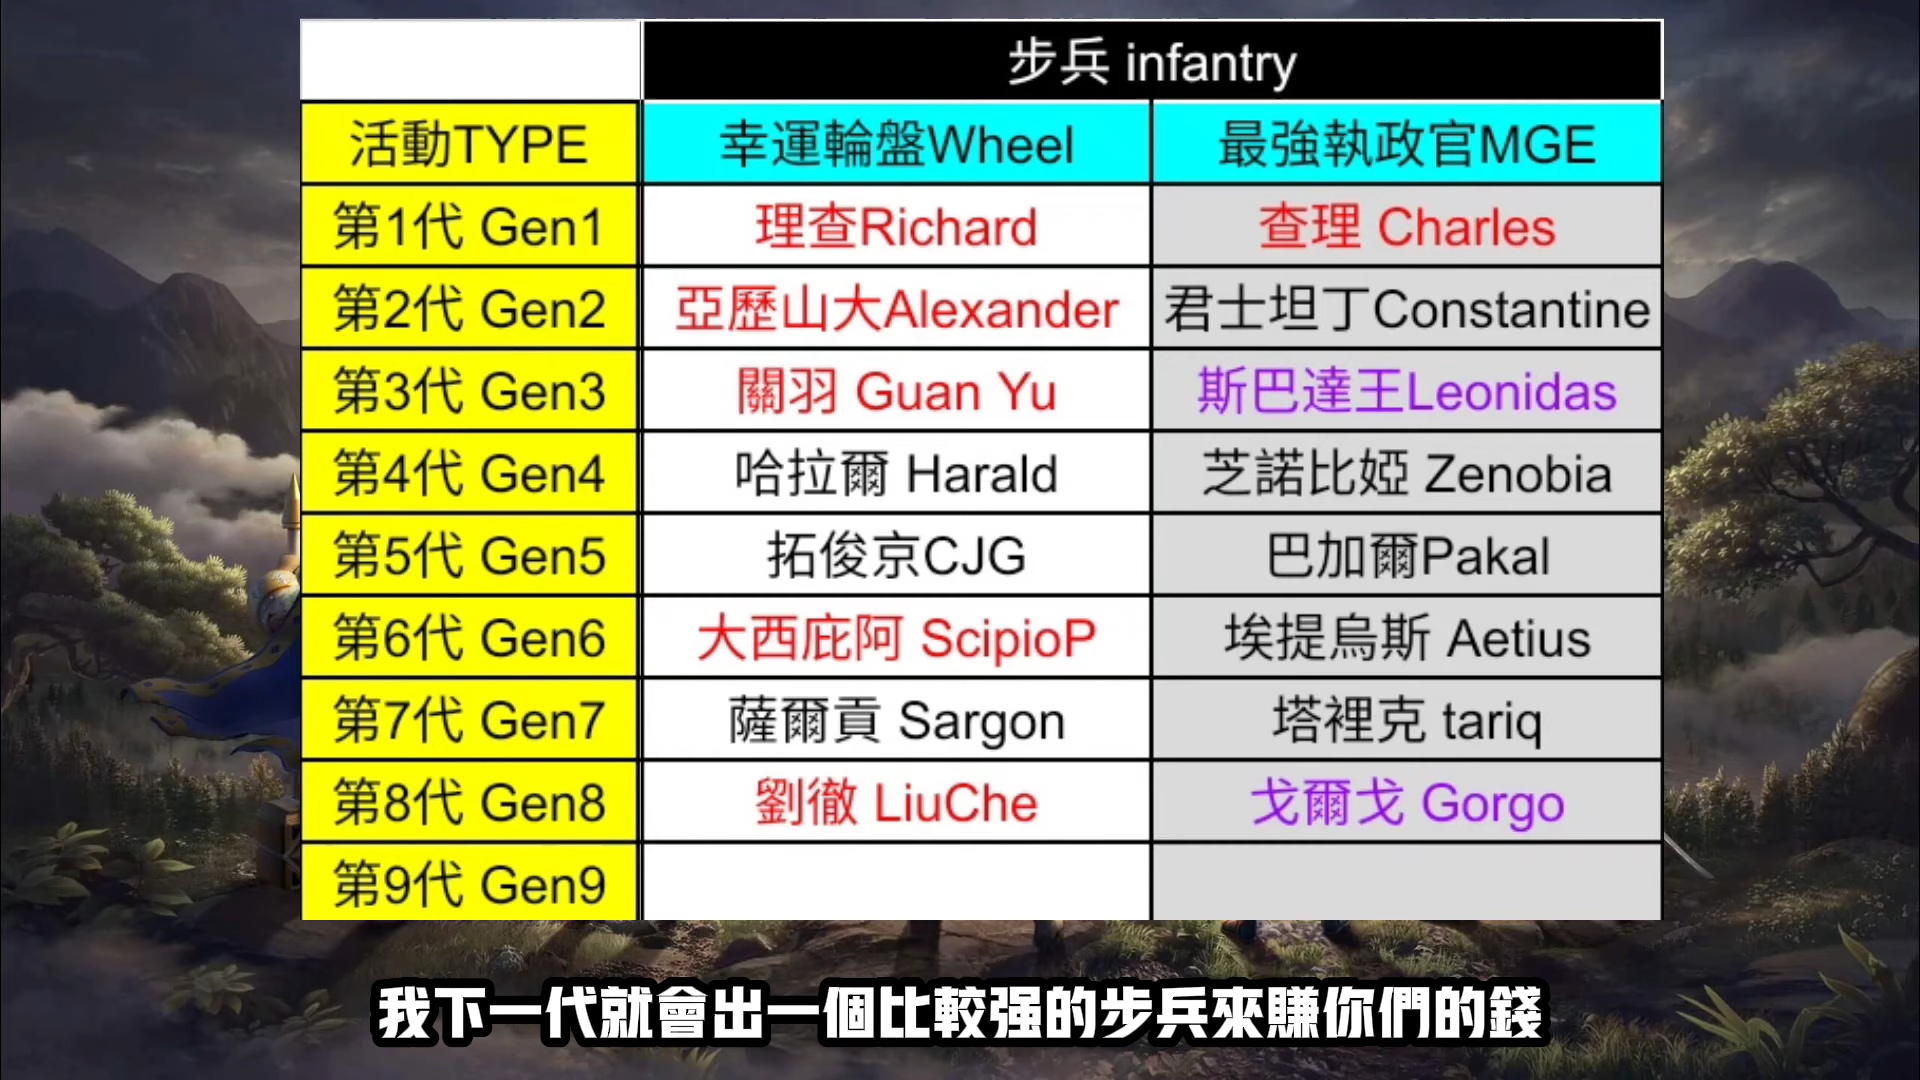 步兵 infantry
活動TYPE 幸運輪盤Wheel 最強執政官MGE
第1代 Gen1 理查Richard 查理 Charles
第2代 Gen2 亞歷山大Alexander 君士坦丁Constantine
第3代 Gen3 關羽 Guan Yu 斯巴達王Leonidas
第4代 Gen4 哈拉爾 Harald 芝諾比婭 Zenobia
第5代 Gen5 拓俊京CJG 巴加爾Pakal
第6代 Gen6 大西庇阿 ScipioP 埃提烏斯 Aetius
第7代 Gen7 薩爾貢 Sargon 塔裡克 tariq
第8代 Gen8 劉徹 LiuChe 戈爾戈 Gorgo
第9代 Gen9
我下一代就會出一個比較强的步兵來賺你們的錢